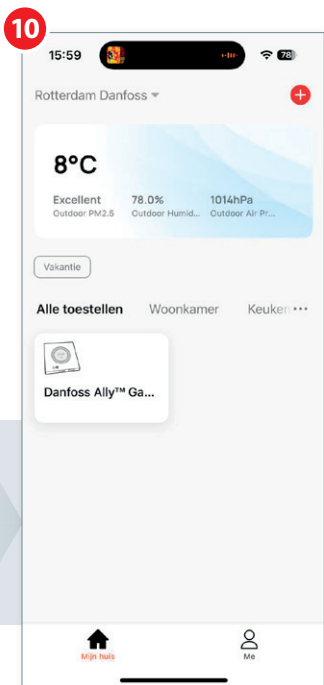 10
15:59
78
Rotterdam Danfoss
8°C
Excellent 78.0% 1014hPa
Outdoor PM2.5 Outdoor Humid... Outdoor Air Pr...
Vakantie
Alle toestellen Woonkamer Keuken ...
Danfoss Ally™ Ga...
Mijn huis Me